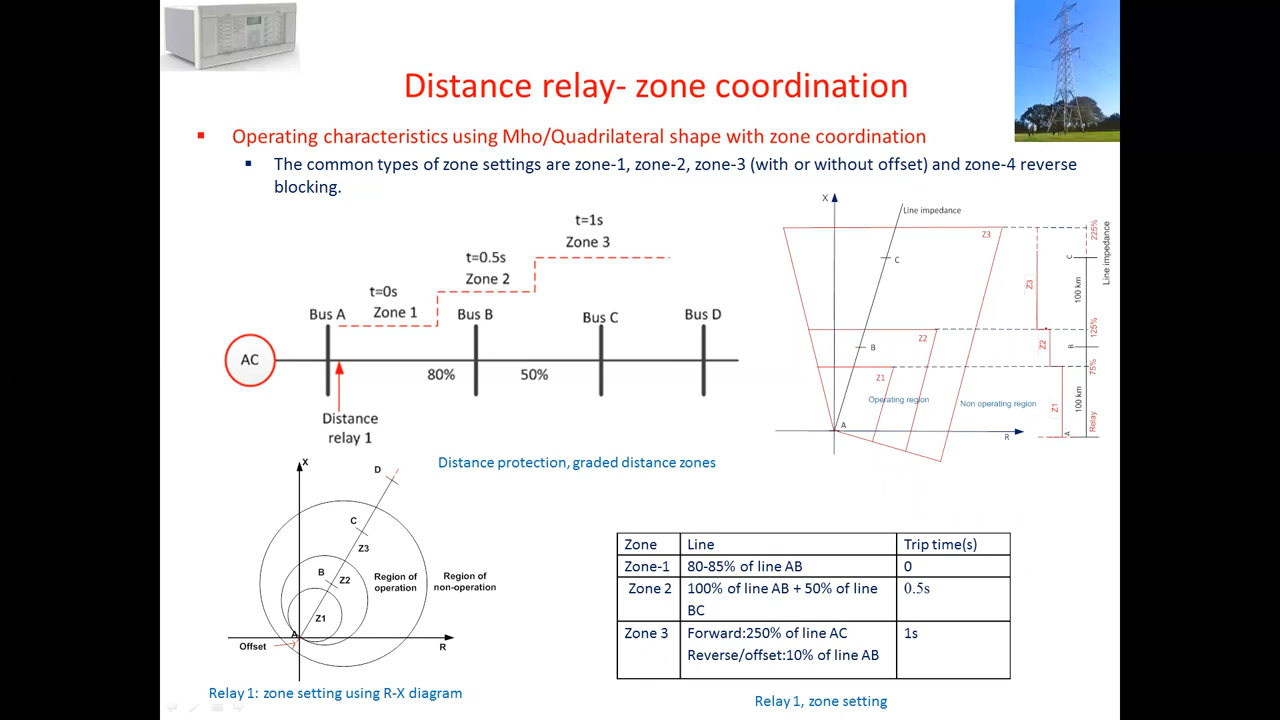 Distance relay- zone coordination
Operating characteristics using Mho/Quadrilateral shape with zone coordination
The common types of zone settings are zone-1, zone-2, zone-3 (with or without offset) and zone-4 reverse
blocking.
t=1s
Zone 3
t=0.5s
Zone 2
t=0s
Zone 1
Bus A
Bus B
Bus C
Bus D
AC
80%
50%
Distance
relay 1
Distance protection, graded distance zones
X
Line impedance
Z3
C
Z2
B
Z1
Operating region
Non operating region
A
R
Z3
Z2
Z1
225%
125%
75%
Relay
C
B
A
100 km
100 km
Line impedance
X
D
C
Z3
B
Z2
Region of
operation
Region of
non-operation
Z1
A
Offset
R
Relay 1: zone setting using R-X diagram
Zone Line Trip time(s)
Zone-1 80-85% of line AB 0
Zone 2 100% of line AB + 50% of line 0.5s
BC
Zone 3 Forward:250% of line AC 1s
Reverse/offset:10% of line AB
Relay 1, zone setting